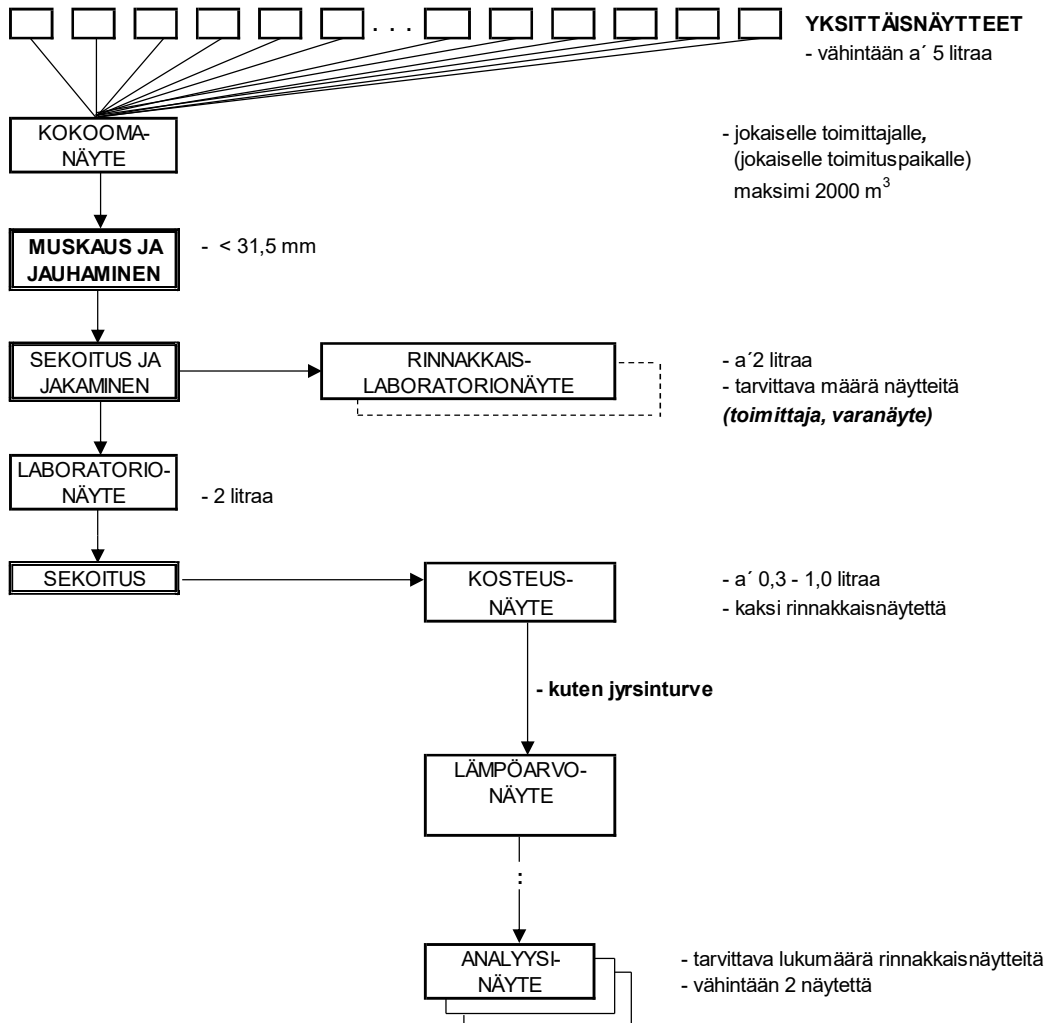 . . .
YKSITTÄISNÄYTTEET
- vähintään a´ 5 litraa
KOKOOMA-
NÄYTE
- jokaiselle toimittajalle,
(jokaiselle toimituspaikalle)
maksimi 2000 m³
MUSKAUS JA
JAUHAMINEN
- < 31,5 mm
SEKOITUS JA
JAKAMINEN
RINNAKKAIS-
LABORATORIONÄYTE
- a´2 litraa
- tarvittava määrä näytteitä
(toimittaja, varanäyte)
LABORATORIO-
NÄYTE
- 2 litraa
SEKOITUS
KOSTEUS-
NÄYTE
- a´ 0,3 - 1,0 litraa
- kaksi rinnakkaisnäytettä
- kuten jyrsinturve
LÄMPÖARVO-
NÄYTE
:
ANALYYSI-
NÄYTE
- tarvittava lukumäärä rinnakkaisnäytteitä
- vähintään 2 näytettä